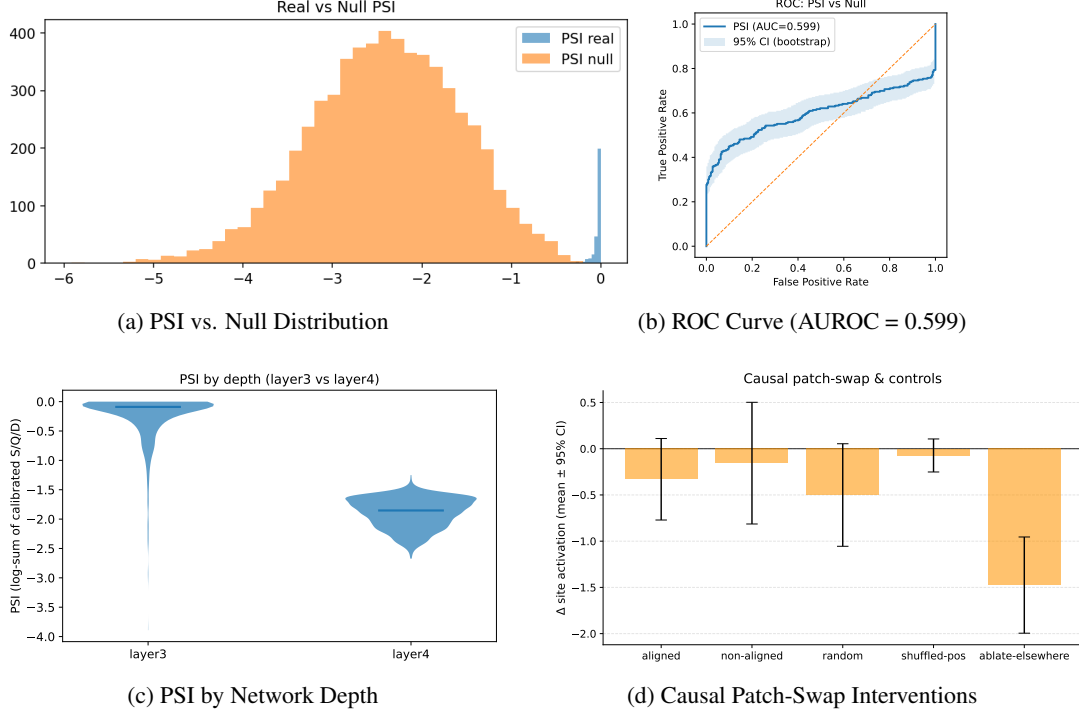 Real vs Null PSI
400
300
200
100
0
−6 −5 −4 −3 −2 −1 0
PSI real
PSI null
(a) PSI vs. Null Distribution
ROC: PSI vs Null
PSI (AUC=0.599)
95% CI (bootstrap)
True Positive Rate
1.0
0.8
0.6
0.4
0.2
0.0
0.0 0.2 0.4 0.6 0.8 1.0
False Positive Rate
(b) ROC Curve (AUROC = 0.599)
PSI by depth (layer3 vs layer4)
PSI (log-sum of calibrated S/Q/D)
0.0
−0.5
−1.0
−1.5
−2.0
−2.5
−3.0
−3.5
−4.0
layer3 layer4
(c) PSI by Network Depth
Causal patch-swap & controls
Δ site activation (mean ± 95% CI)
0.5
0.0
−0.5
−1.0
−1.5
−2.0
aligned non-aligned random shuffled-pos ablate-elsewhere
(d) Causal Patch-Swap Interventions